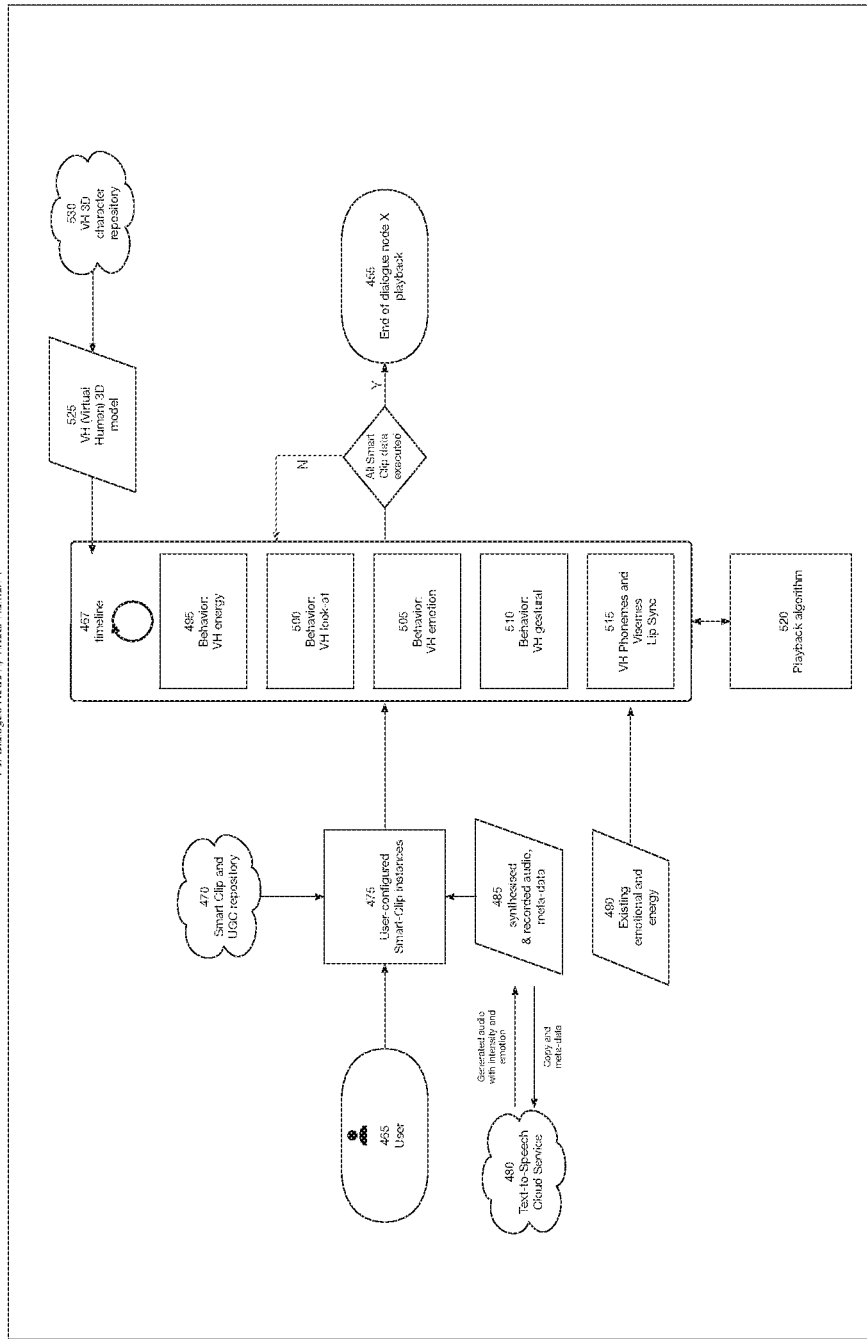 530
VH 3D
character
repository
525
VH (Virtual
Human) 3D
model
467
timeline
495
Behavior:
VH energy
500
Behavior:
VH look-at
505
Behavior:
VH emotion
510
Behavior:
VH gestural
515
VH Phonemes and
Visemes
Lip Sync
520
Playback algorithm
N
All Smart
Clip data
executed
Y
455
End of dialogue node X
playback
470
Smart Clip and
UGC repository
475
User-configured
Smart-Clip instances
465
User
485
synthesised
& recorded audio,
meta-data
Generated audio
with intensity and
emotion
Copy and
meta-data
480
Text-to-Speech
Cloud Service
490
Existing
emotional and
energy